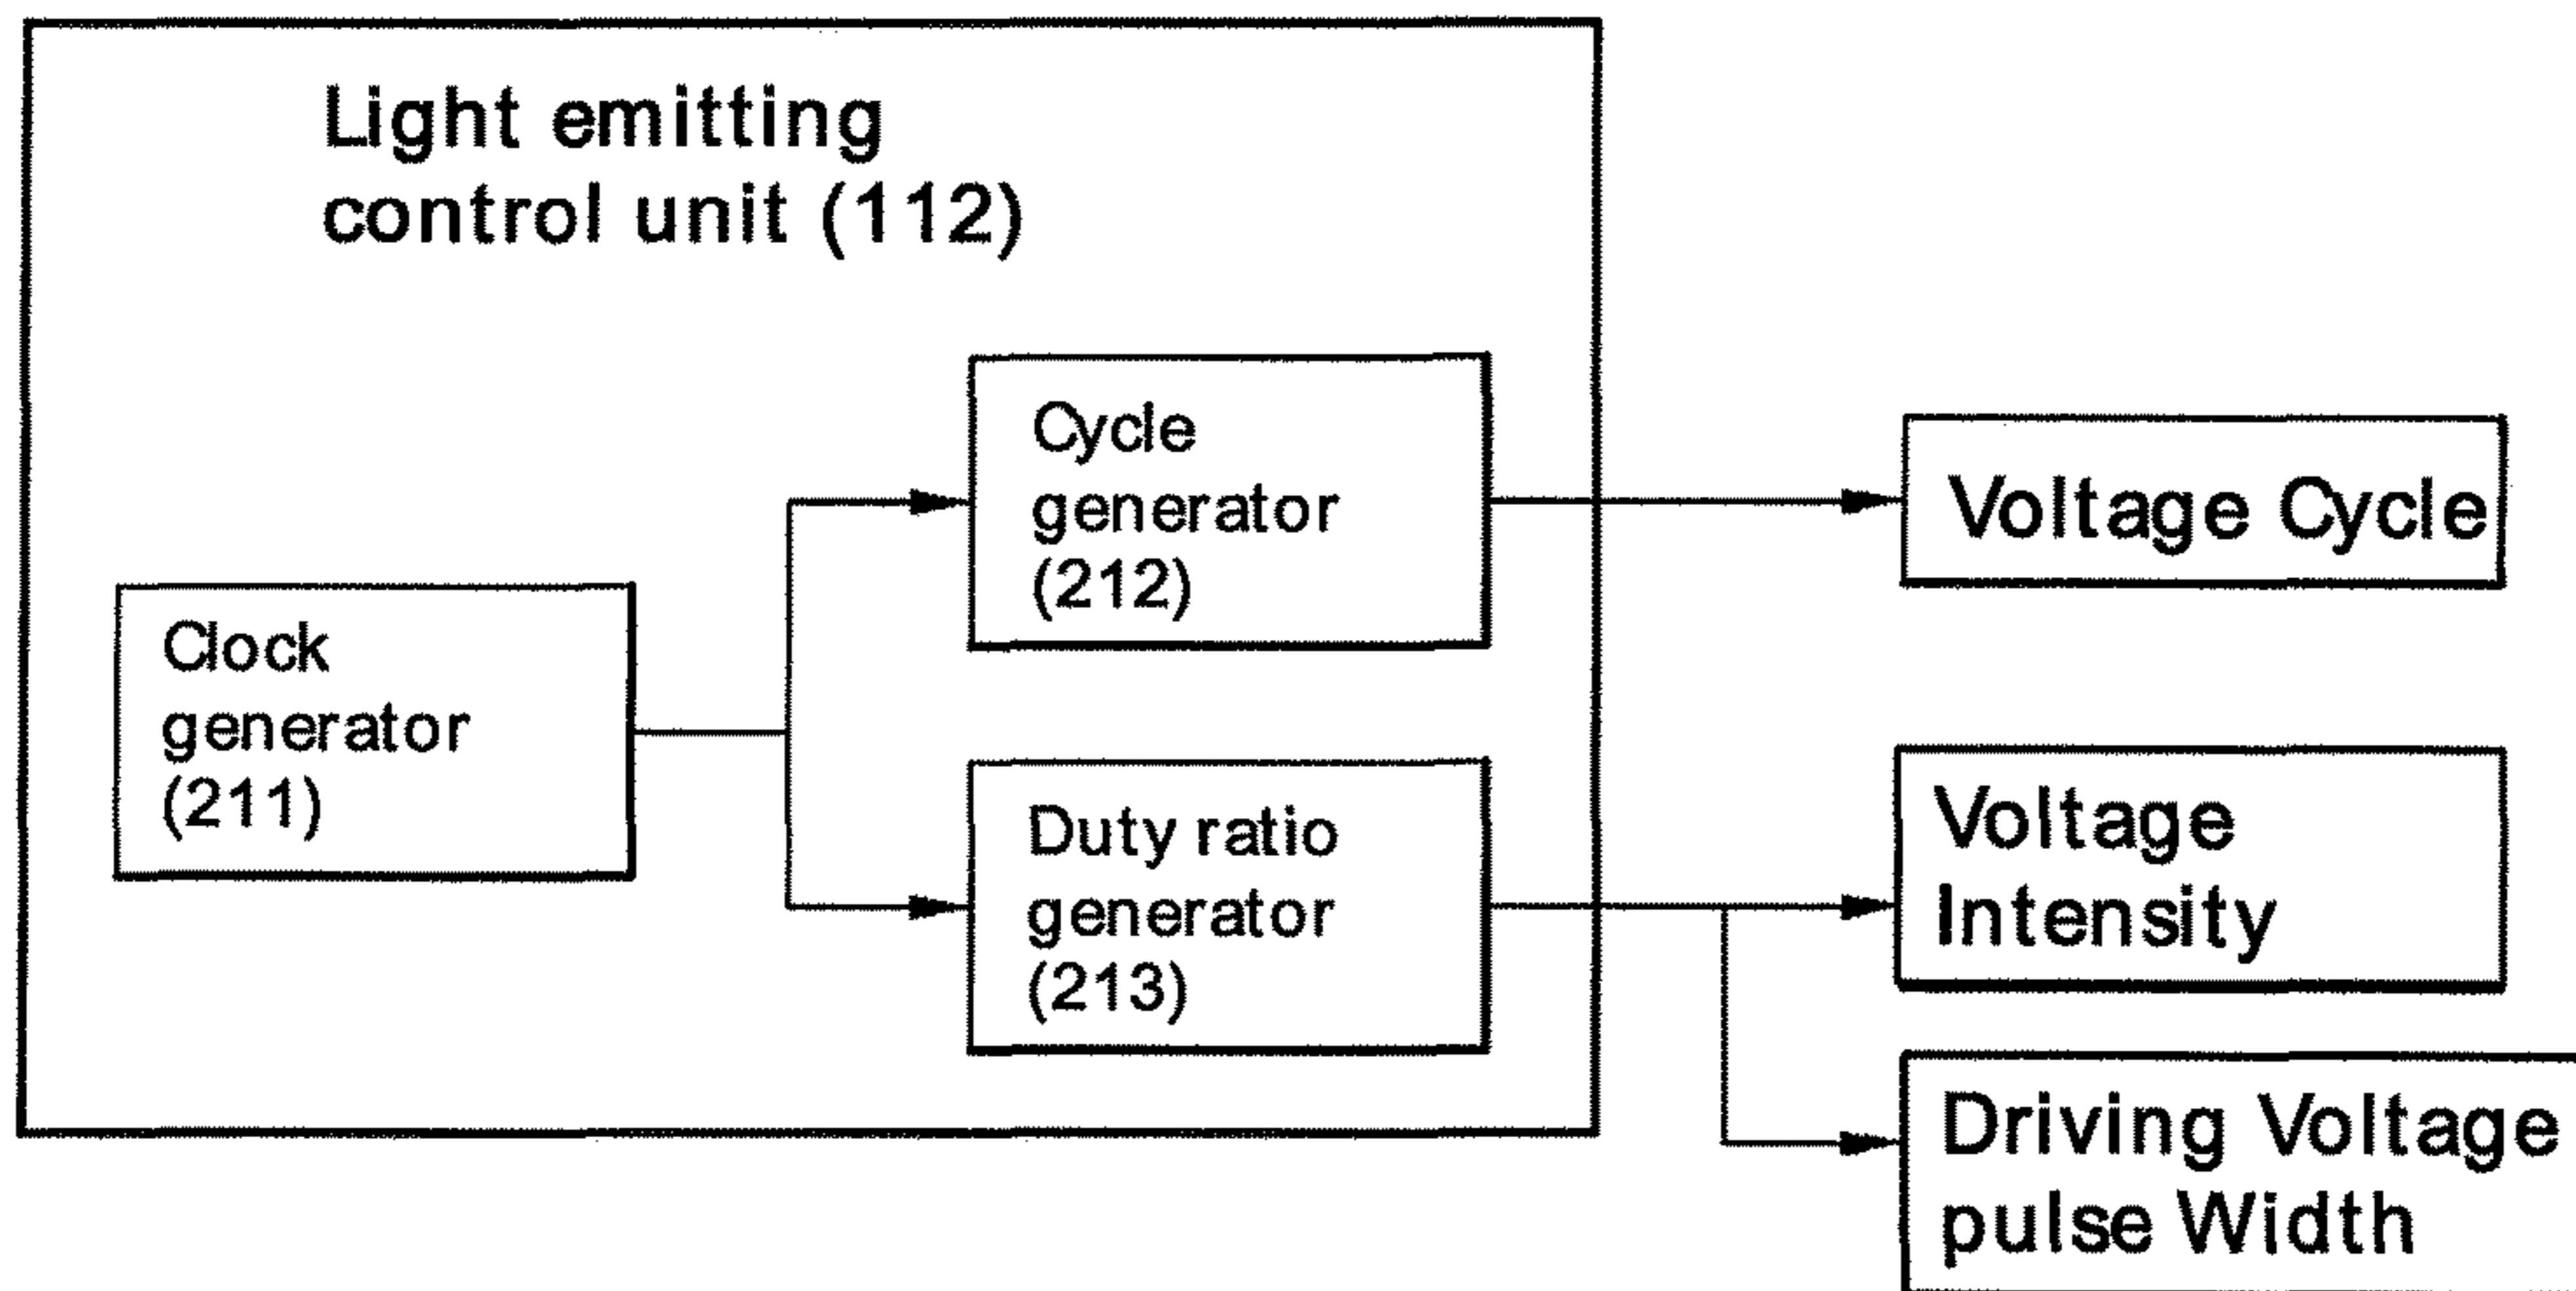 Light emitting
control unit (112)
Cycle
generator
(212)
Voltage Cycle
Clock
generator
(211)
Duty ratio
generator
(213)
Voltage
Intensity
Driving Voltage
pulse Width